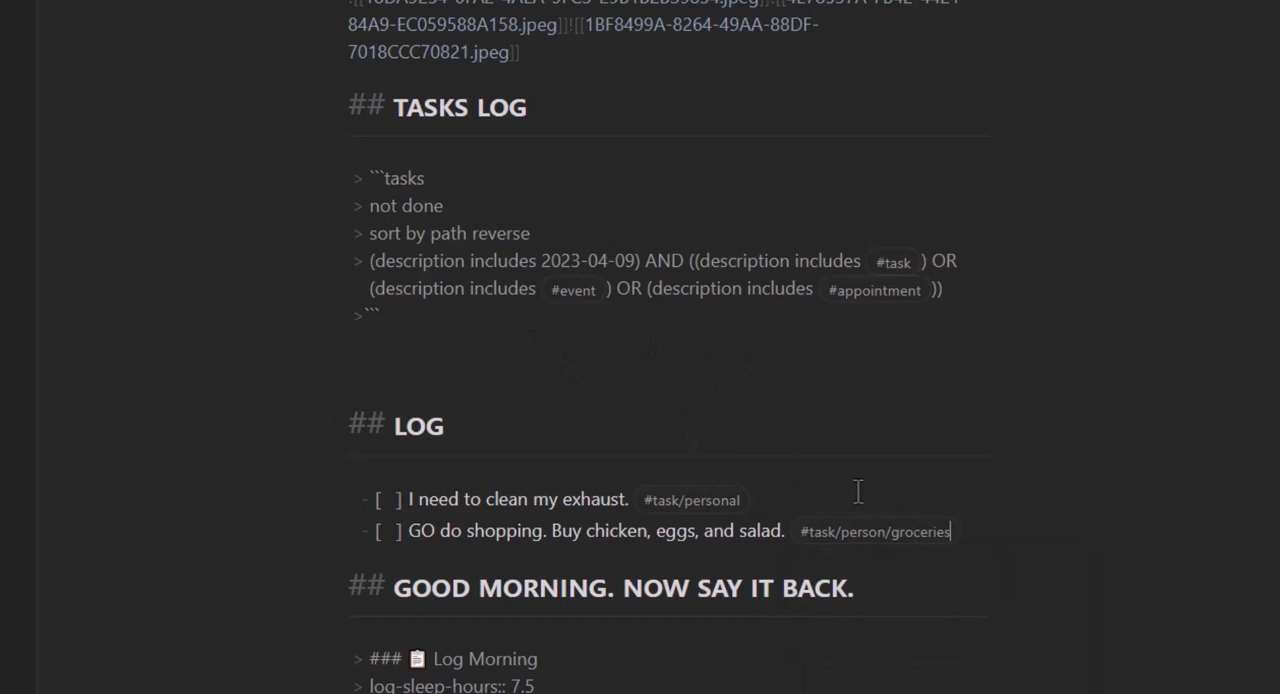 84A9-EC059588A158.jpeg]]![[1BF8499A-8264-49AA-88DF-
7018CCC70821.jpeg]]
## TASKS LOG
> ```tasks
> not done
> sort by path reverse
> (description includes 2023-04-09) AND ((description includes #task ) OR
(description includes #event ) OR (description includes #appointment ))
>```
## LOG
- [ ] I need to clean my exhaust. #task/personal
- [ ] GO do shopping. Buy chicken, eggs, and salad. #task/person/groceries
## GOOD MORNING. NOW SAY IT BACK.
> ### 📋 Log Morning
> log-sleep-hours:: 7.5